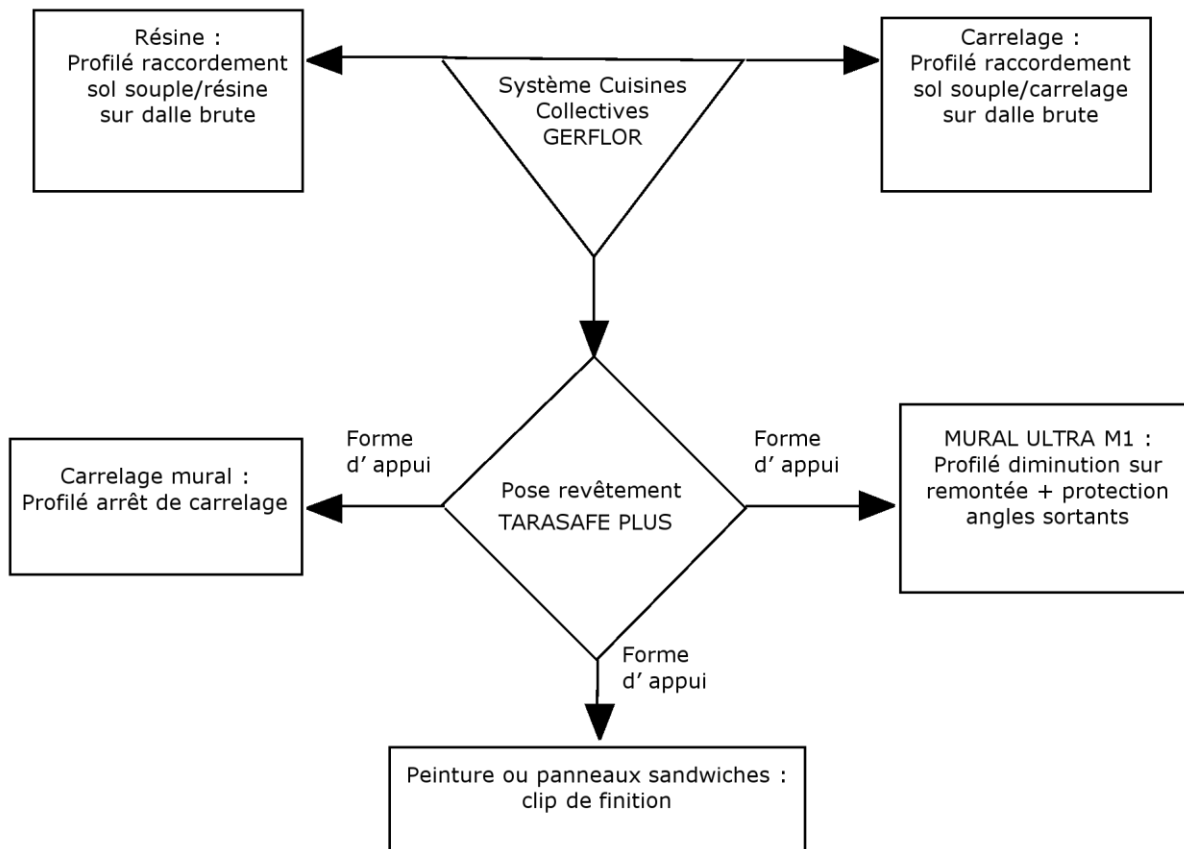 Résine :
Profilé raccordement
sol souple/résine
sur dalle brute
Système Cuisines
Collectives
GERFLOR
Carrelage :
Profilé raccordement
sol souple/carrelage
sur dalle brute
Carrelage mural :
Profilé arrêt de carrelage
Forme
d’ appui
Pose revêtement
TARASAFE PLUS
Forme
d’ appui
MURAL ULTRA M1 :
Profilé diminution sur
remontée + protection
angles sortants
Forme
d’ appui
Peinture ou panneaux sandwiches :
clip de finition